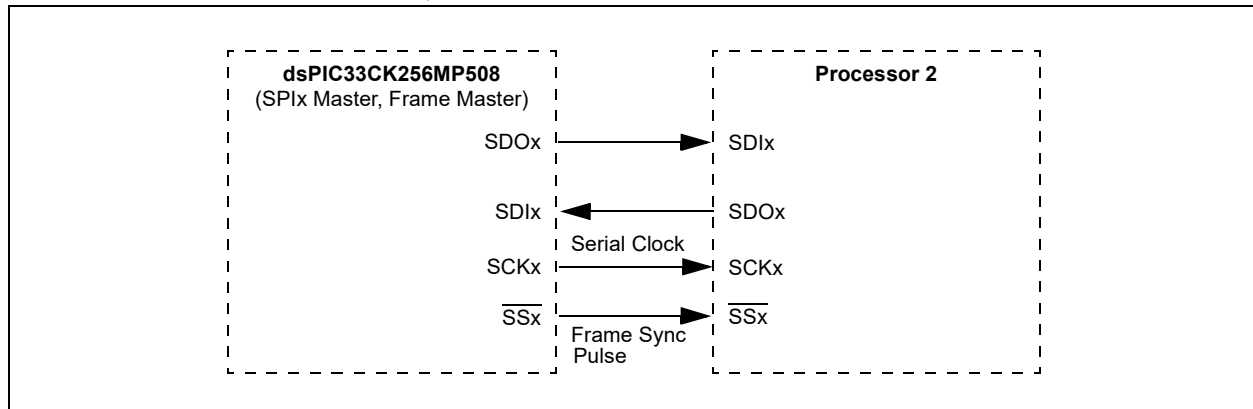 dsPIC33CK256MP508
(SPIx Master, Frame Master)
Processor 2
SDOx
SDIx
SDIx
SDOx
Serial Clock
SCKx
SCKx
SSx
SSx
Frame Sync
Pulse